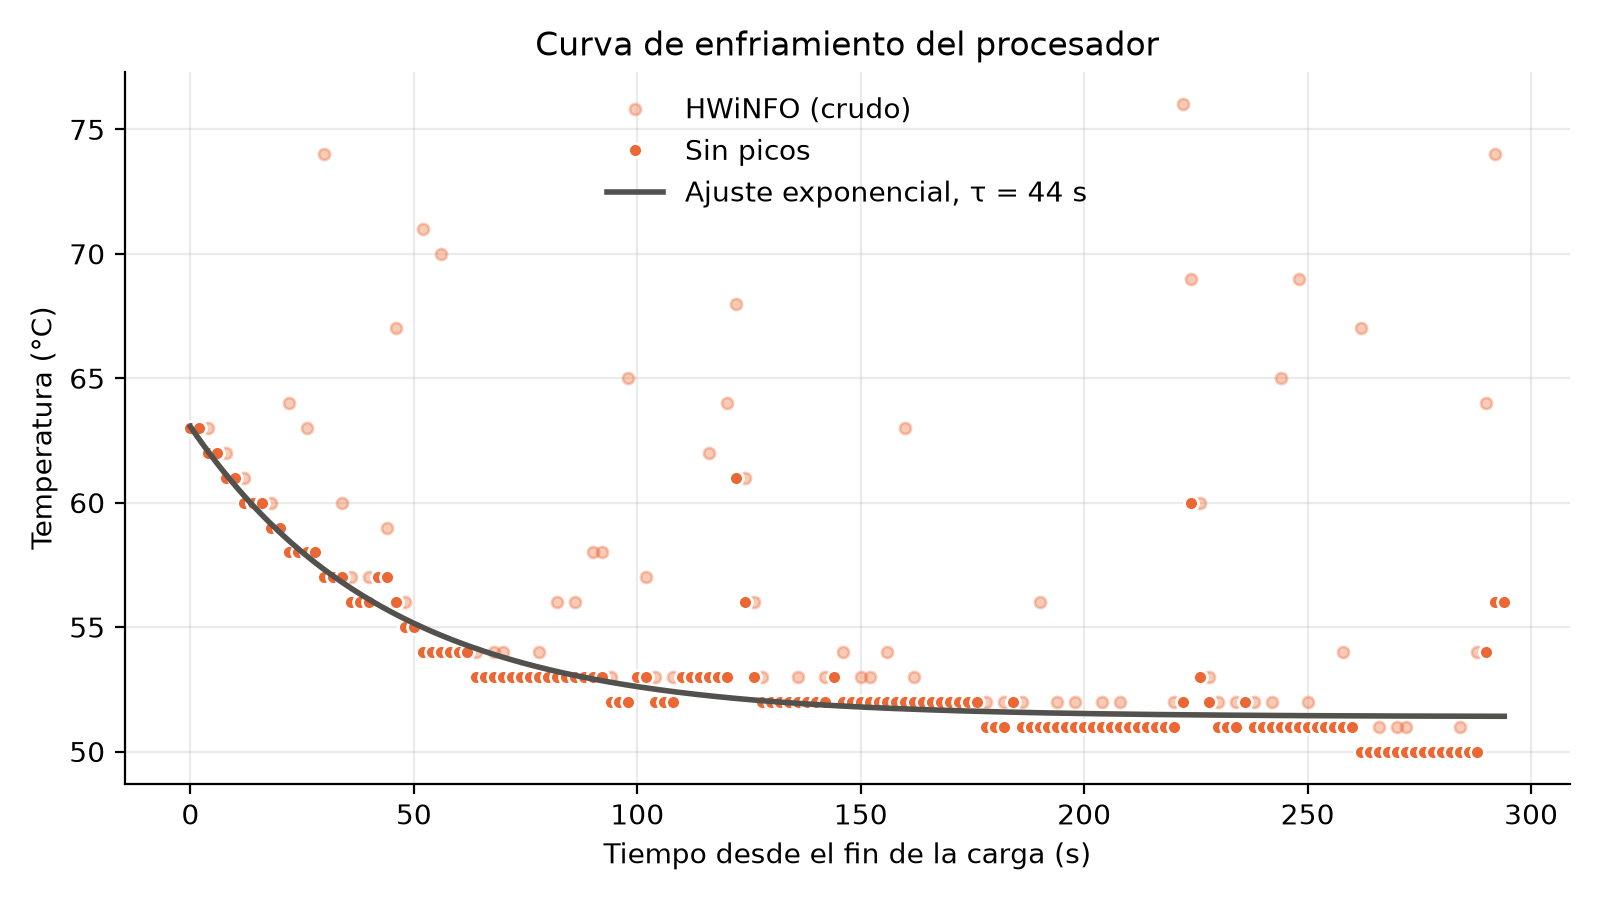 Curva de enfriamiento del procesador
HWiNFO (crudo)
Sin picos
Ajuste exponencial, τ = 44 s
Temperatura (°C)
75
70
65
60
55
50
0
50
100
150
200
250
300
Tiempo desde el fin de la carga (s)